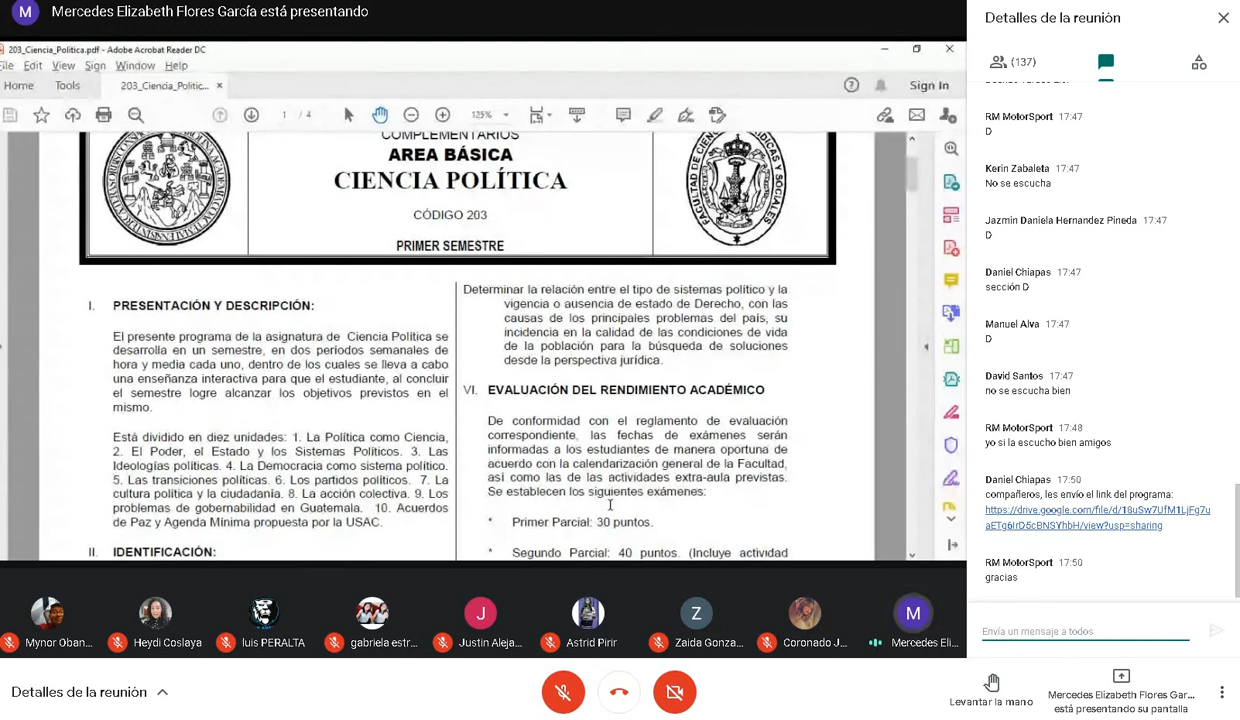 M Mercedes Elizabeth Flores García está presentando
203_Ciencia_Politica.pdf - Adobe Acrobat Reader DC
File Edit View Sign Window Help
Home Tools 203_Ciencia_Politic... × Sign In
1 / 4 125%
COMPLEMENTARIOS
AREA BÁSICA
CIENCIA POLÍTICA
CÓDIGO 203
PRIMER SEMESTRE
I. PRESENTACIÓN Y DESCRIPCIÓN:
El presente programa de la asignatura de Ciencia Política se
desarrolla en un semestre, en dos períodos semanales de
hora y media cada uno, dentro de los cuales se lleva a cabo
una enseñanza interactiva para que el estudiante, al concluir
el semestre logre alcanzar los objetivos previstos en el
mismo.
Está dividido en diez unidades: 1. La Política como Ciencia,
2. El Poder, el Estado y los Sistemas Políticos. 3. Las
Ideologías políticas. 4. La Democracia como sistema político.
5. Las transiciones políticas. 6. Los partidos políticos. 7. La
cultura política y la ciudadanía. 8. La acción colectiva. 9. Los
problemas de gobernabilidad en Guatemala. 10. Acuerdos
de Paz y Agenda Mínima propuesta por la USAC.
II. IDENTIFICACIÓN:
Determinar la relación entre el tipo de sistemas político y la
vigencia o ausencia de estado de Derecho, con las
causas de los principales problemas del país, su
incidencia en la calidad de las condiciones de vida
de la población para la búsqueda de soluciones
desde la perspectiva jurídica.
VI. EVALUACIÓN DEL RENDIMIENTO ACADÉMICO
De conformidad con el reglamento de evaluación
correspondiente, las fechas de exámenes serán
informadas a los estudiantes de manera oportuna de
acuerdo con la calendarización general de la Facultad,
así como las de las actividades extra-aula previstas.
Se establecen los siguientes exámenes:
* Primer Parcial: 30 puntos.
* Segundo Parcial: 40 puntos. (Incluye actividad
Mynor Oban...
Heydi Coslaya
luis PERALTA
gabriela estr...
J Justin Aleja...
Astrid Pirir
Z Zaida Gonza...
Coronado J...
M Mercedes Eli...
Detalles de la reunión
Detalles de la reunión
(137)
RM MotorSport 17:47
D
Kerin Zabaleta 17:47
No se escucha
Jazmin Daniela Hernandez Pineda 17:47
D
Daniel Chiapas 17:47
sección D
Manuel Alva 17:47
D
David Santos 17:47
no se escucha bien
RM MotorSport 17:48
yo si la escucho bien amigos
Daniel Chiapas 17:50
compañeros, les envío el link del programa:
https://drive.google.com/file/d/18uSw7UfM1LjFg7u
aETg6IrD5cBNSYhbH/view?usp=sharing
RM MotorSport 17:50
gracias
Envía un mensaje a todos
Levantar la mano
Mercedes Elizabeth Flores Gar...
está presentando su pantalla